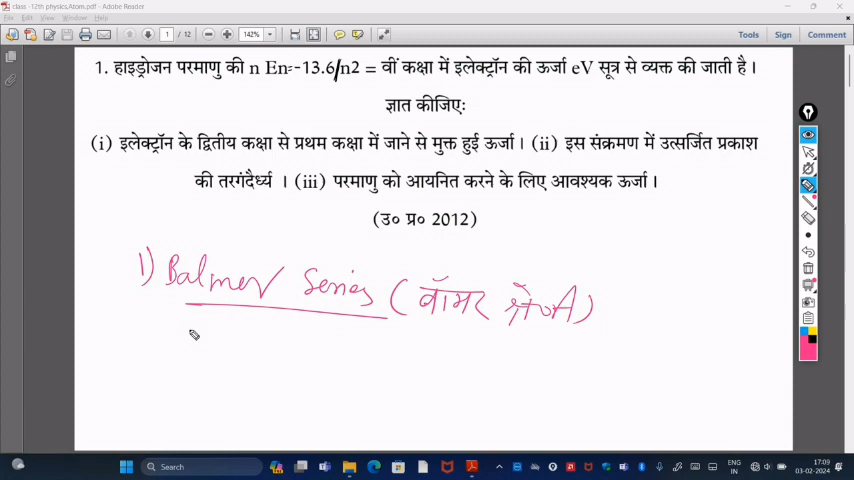 class -12th physics.Atom.pdf - Adobe Reader
File Edit View Window Help
1 / 12 142% Tools Sign Comment
1. हाइड्रोजन परमाणु की n En=-13.6/n2 = वीं कक्षा में इलेक्ट्रॉन की ऊर्जा eV सूत्र से व्यक्त की जाती है।
ज्ञात कीजिए:
(i) इलेक्ट्रॉन के द्वितीय कक्षा से प्रथम कक्षा में जाने से मुक्त हुई ऊर्जा। (ii) इस संक्रमण में उत्सर्जित प्रकाश
की तरगंदैर्ध्य । (iii) परमाणु को आयनित करने के लिए आवश्यक ऊर्जा।
(उ० प्र० 2012)
1) Balmer Series (बॉमर
Search
ENG
IN
17:09
03-02-2024